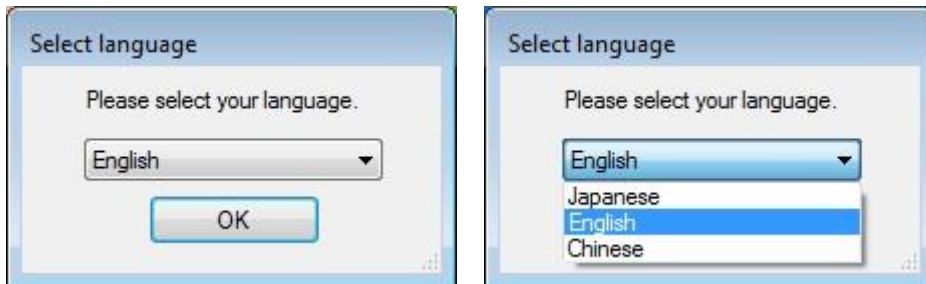 Select language
Please select your language.
English
OK
Select language
Please select your language.
English
Japanese
English
Chinese